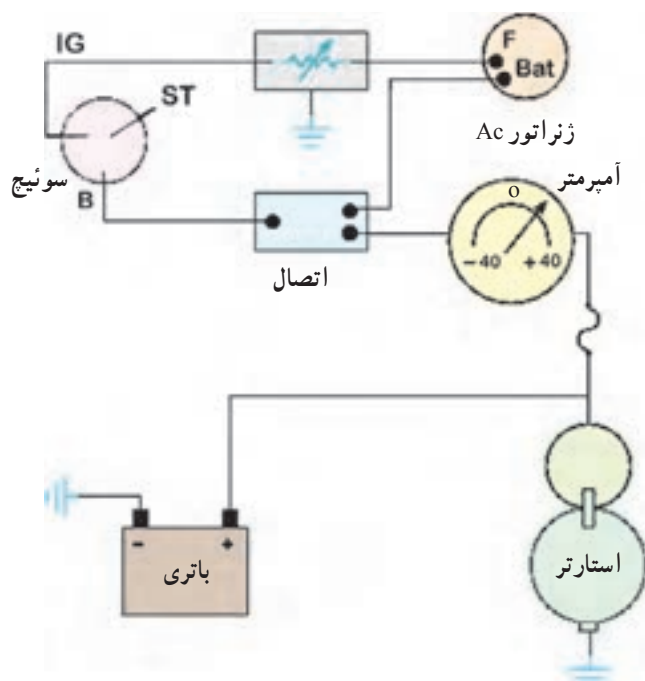 IG
F
Bat
ST
ژنراتور Ac
سوئیچ
آمپرمتر
B
o
-40 +40
اتصال
- +
باتری
استارتر